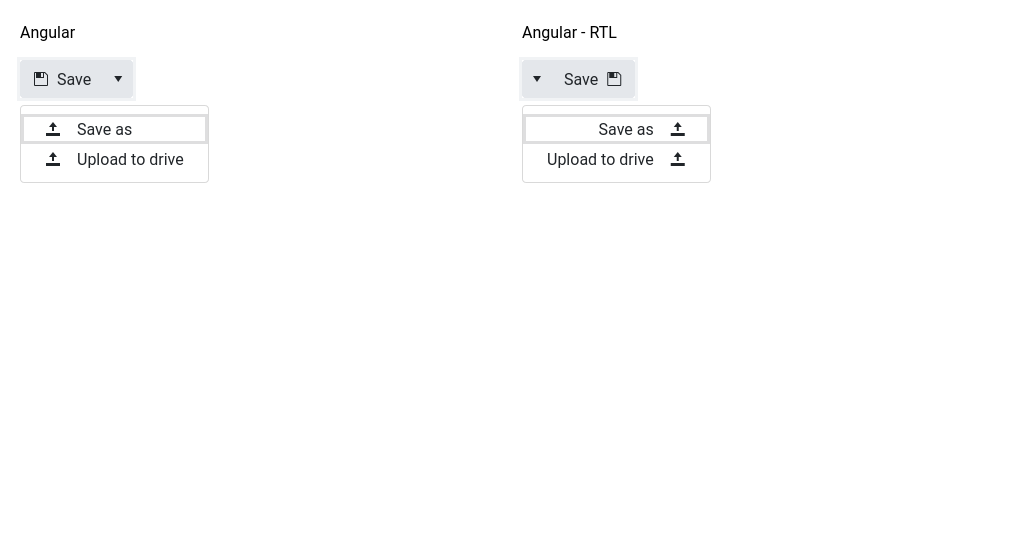 Angular
Save
Save as
Upload to drive
Angular - RTL
Save
Save as
Upload to drive